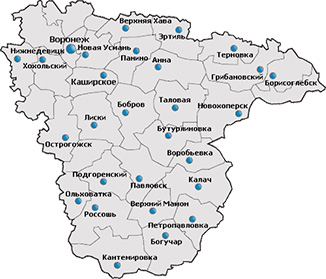 Верхняя Хава
Эртиль
Воронеж
Нижнедевицк
Новая Усмань
Хохольский
Панино
Анна
Терновка
Грибановский
Борисоглебск
Каширское
Бобров
Таловая
Новохоперск
Лиски
Бутурлиновка
Острогожск
Воробьевка
Подгоренский
Павловск
Калач
Ольховатка
Россошь
Верхний Мамон
Петропавловка
Богучар
Кантемировка